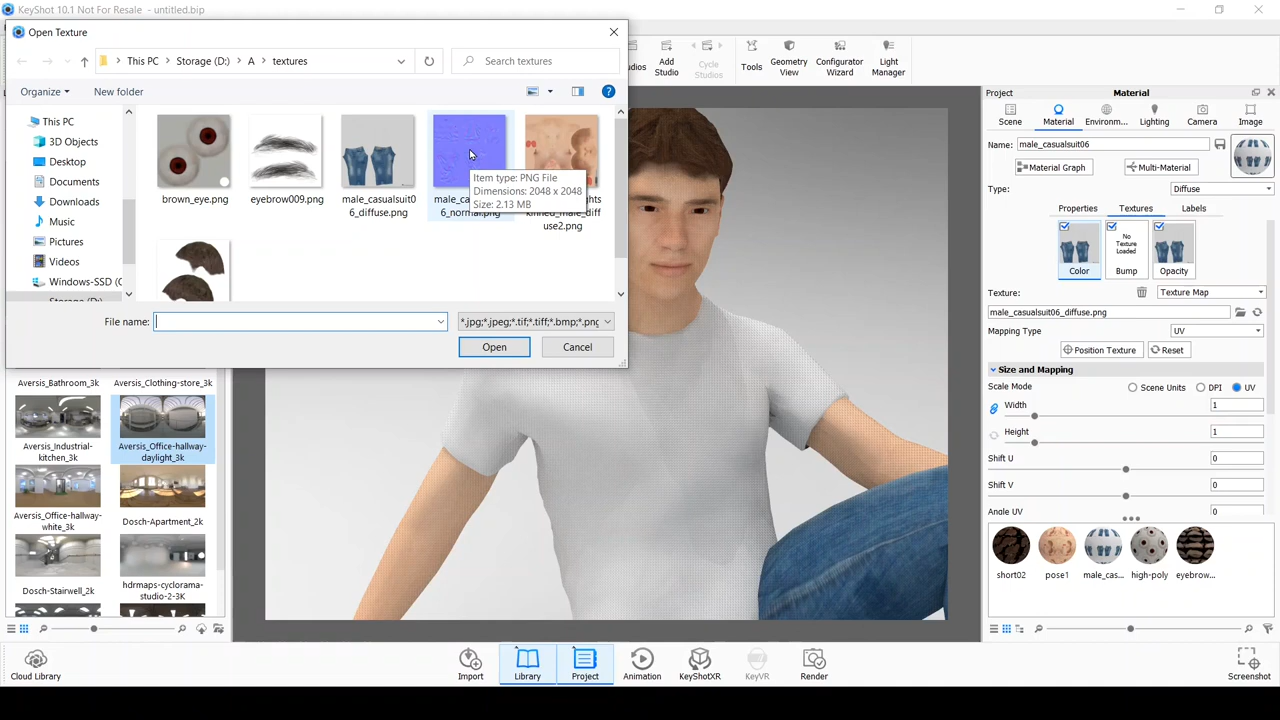 KeyShot 10.1 Not For Resale - untitled.bip
Open Texture
This PC
Storage (D:)
A
textures
Search textures
Organize
New folder
This PC
3D Objects
Desktop
Documents
Downloads
Music
Pictures
Videos
Windows-SSD (C
Storage (D:)
brown_eye.png
eyebrow009.png
male_casualsuit0
6_diffuse.png
6_normal.png
use2.png
Item type: PNG File
Dimensions: 2048 x 2048
Size: 2.13 MB
File name:
*.jpg;*.jpeg;*.tif;*.tiff;*.bmp;*.png
Open
Cancel
Add
Studio
Cycle
Studios
Tools
Geometry
View
Configurator
Wizard
Light
Manager
Project
Material
Scene
Material
Environm...
Lighting
Camera
Image
Name:
male_casualsuit06
Material Graph
Multi-Material
Type:
Diffuse
Properties
Textures
Labels
No
Texture
Loaded
Color
Bump
Opacity
Texture:
Texture Map
male_casualsuit06_diffuse.png
Mapping Type
UV
Position Texture
Reset
Size and Mapping
Scale Mode
Scene Units
DPI
UV
Width
1
Height
1
Shift U
0
Shift V
0
Angle UV
0
short02
pose1
male_cas...
high-poly
eyebrow...
Aversis_Bathroom_3k
Aversis_Clothing-store_3k
Aversis_Industrial-
kitchen_3k
Aversis_Office-hallway-
daylight_3k
Aversis_Office-hallway-
white_3k
Dosch-Apartment_2k
Dosch-Stairwell_2k
hdrmaps-cyclorama-
studio-2-3K
Cloud Library
Import
Library
Project
Animation
KeyShotXR
KeyVR
Render
Screenshot